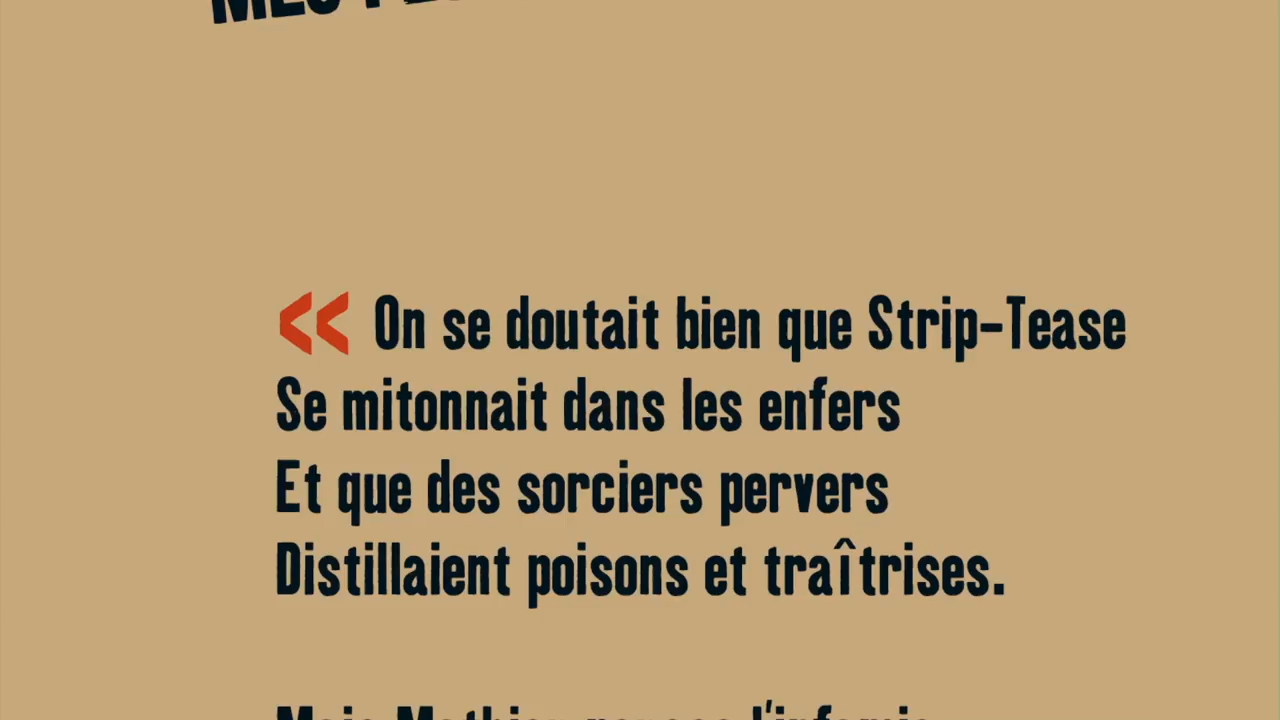 « On se doutait bien que Strip-Tease
Se mitonnait dans les enfers
Et que des sorciers pervers
Distillaient poisons et traîtrises.